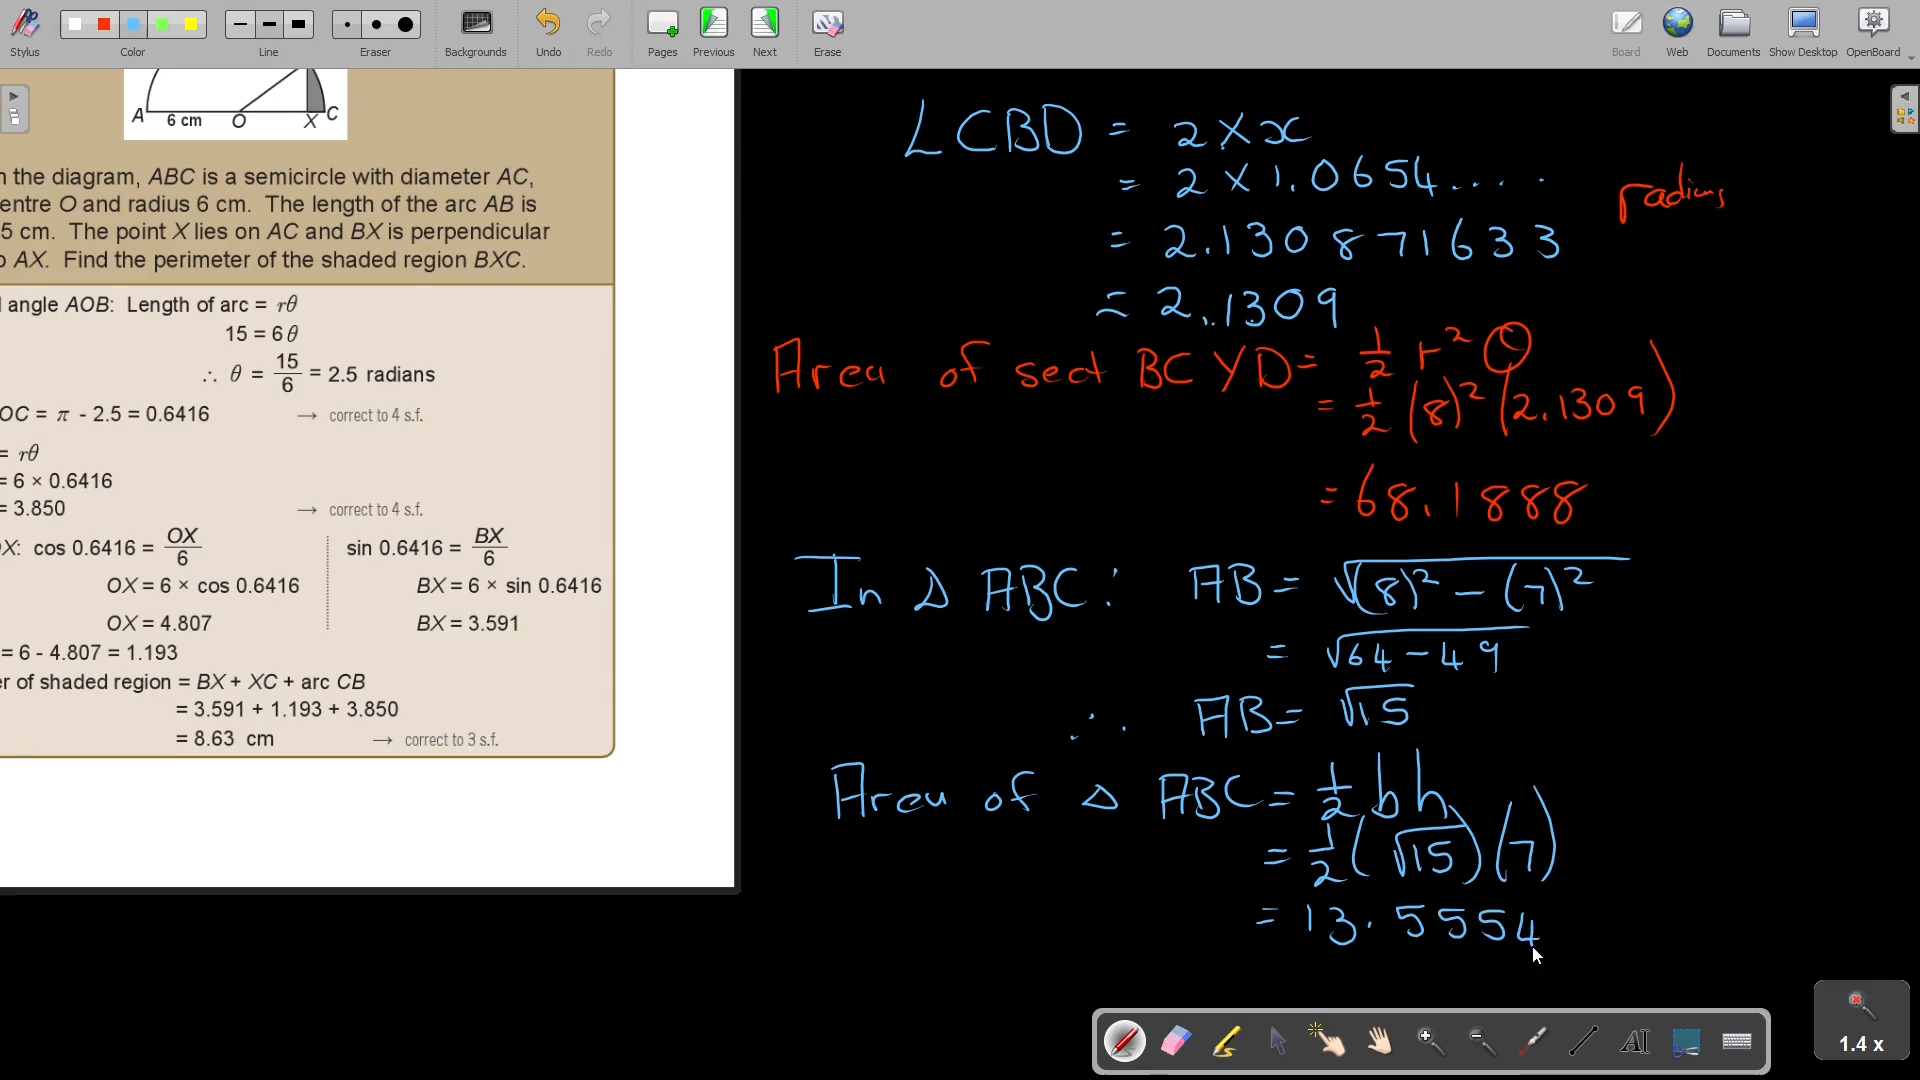 Stylus Color Line Eraser Backgrounds Undo Redo Pages Previous Next Erase Board Web Documents Show Desktop OpenBoard
A 6 cm O X C
n the diagram, ABC is a semicircle with diameter AC,
entre O and radius 6 cm. The length of the arc AB is
5 cm. The point X lies on AC and BX is perpendicular
o AX. Find the perimeter of the shaded region BXC.
l angle AOB: Length of arc = rθ
15 = 6θ
∴ θ = 15/6 = 2.5 radians
OC = π - 2.5 = 0.6416 → correct to 4 s.f.
= rθ
= 6 × 0.6416
= 3.850 → correct to 4 s.f.
X: cos 0.6416 = OX/6 sin 0.6416 = BX/6
OX = 6 × cos 0.6416 BX = 6 × sin 0.6416
OX = 4.807 BX = 3.591
= 6 - 4.807 = 1.193
er of shaded region = BX + XC + arc CB
= 3.591 + 1.193 + 3.850
= 8.63 cm → correct to 3 s.f.
∠CBD = 2 × x
= 2 × 1.0654.....
radius
= 2.130871633
= 2.1309
Area of sect BCYD = 1/2 r² θ
= 1/2 (8)² (2.1309)
= 68.1888
In Δ ABC: AB = √(8)² – (7)²
= √64 – 49
∴ AB = √15
Area of Δ ABC = 1/2 bh
= 1/2 (√15)(7)
= 13.5554
1.4 x